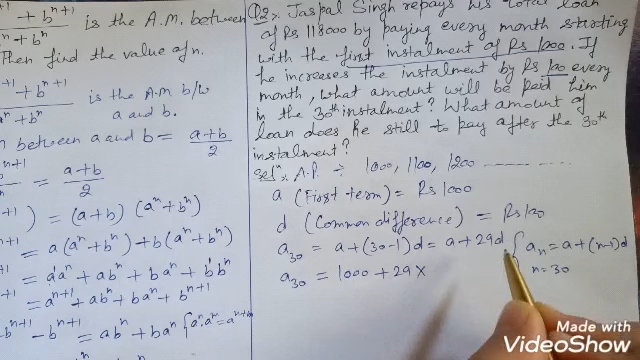 + b^(n+1) is the A.M. between
a^n + b^n
Then find the value of n.
+1 + b^(n+1) is the A.M b/w
a^n + b^n a and b.
between a and b = (a+b)/2
= (a+b)/2
= (a+b) (a^n + b^n)
= a(a^n + b^n) + b(a^n + b^n)
= a a^n + ab^n + ba^n + b b^n
= a^(n+1) + ab^n + ba^n + b^(n+1)
- b^(n+1) = ab^n + ba^n { a^1.a^n = a^(n+1)
Q2 Jaspal Singh repays his total loan
of Rs 118000 by paying every month starting
with the first instalment of Rs 1000. If
he increases the instalment by Rs 100 every
month, what amount will be paid him
in the 30th instalment? What amount of
loan does he still to pay after the 30th
instalment?
Sol: A.P ÷ 1000, 1100, 1200
a (First term) = Rs 1000
d (Common difference) = Rs 100
a30 = a + (30-1)d = a + 29d { an = a + (n-1)d
a30 = 1000 + 29 x n = 30
Made with
VideoShow